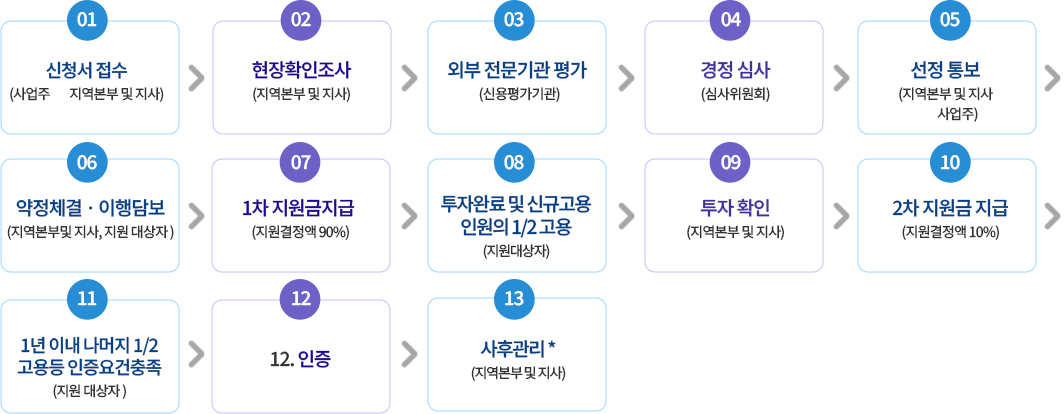 01
신청서 접수
(사업주 지역본부 및 지사)
02
현장확인조사
(지역본부 및 지사)
03
외부 전문기관 평가
(신용평가기관)
04
경정 심사
(심사위원회)
05
선정 통보
(지역본부 및 지사
사업주)
06
약정체결 · 이행담보
(지역본부및 지사, 지원 대상자 )
07
1차 지원금지급
(지원결정액 90%)
08
투자완료 및 신규고용
인원의 1/2 고용
(지원대상자)
09
투자 확인
(지역본부 및 지사)
10
2차 지원금 지급
(지원결정액 10%)
11
1년 이내 나머지 1/2
고용등 인증요건충족
(지원 대상자 )
12
12. 인증
13
사후관리 *
(지역본부 및 지사)